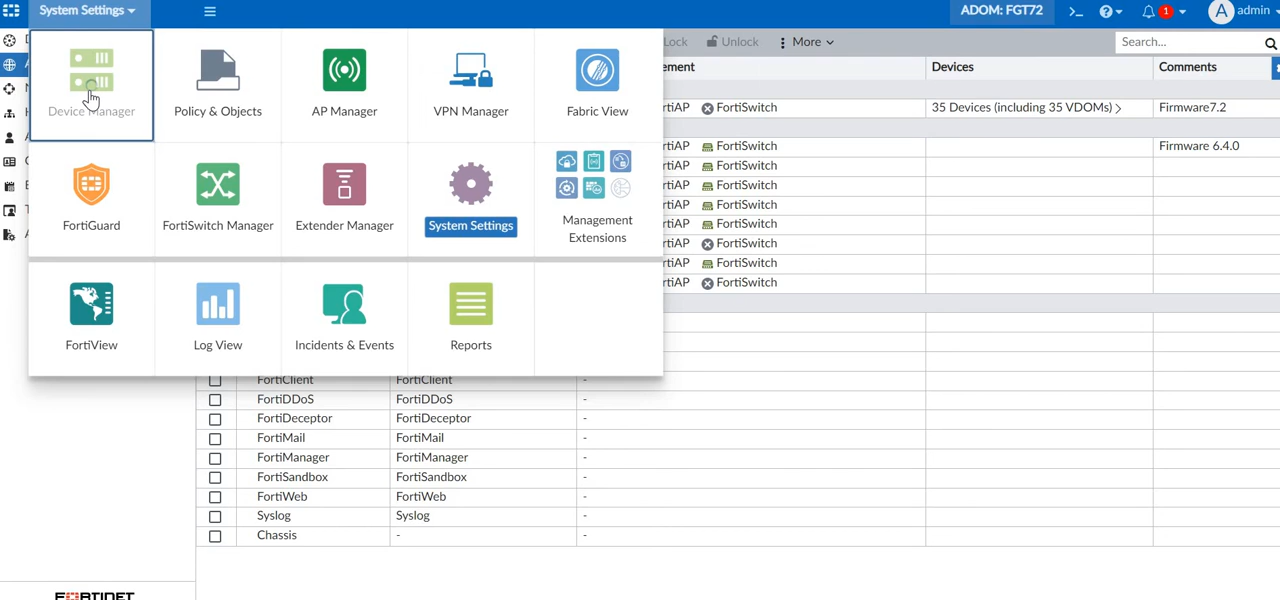 System Settings
ADOM: FGT72
1
A
admin
Lock
Unlock
More
Search...
ement
Devices
Comments
Device Manager
Policy & Objects
AP Manager
VPN Manager
Fabric View
rtiAP FortiSwitch
35 Devices (including 35 VDOMs)
Firmware7.2
rtiAP FortiSwitch
Firmware 6.4.0
rtiAP FortiSwitch
rtiAP FortiSwitch
rtiAP FortiSwitch
rtiAP FortiSwitch
rtiAP FortiSwitch
rtiAP FortiSwitch
rtiAP FortiSwitch
FortiGuard
FortiSwitch Manager
Extender Manager
System Settings
Management
Extensions
FortiView
Log View
Incidents & Events
Reports
FortiClient FortiClient -
FortiDDoS FortiDDoS -
FortiDeceptor FortiDeceptor -
FortiMail FortiMail -
FortiManager FortiManager -
FortiSandbox FortiSandbox -
FortiWeb FortiWeb -
Syslog Syslog -
Chassis - -
FORTINET